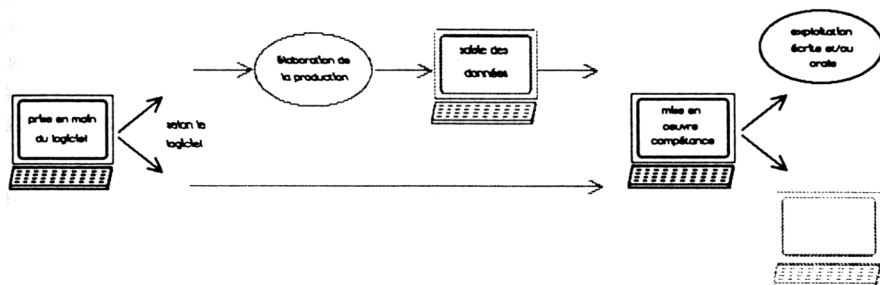 prise en main
du logiciel
selon le
logiciel
élaboration de
la production
saisie des
données
mise en
oeuvre
compétance
exploitation
écrite et/ou
orale